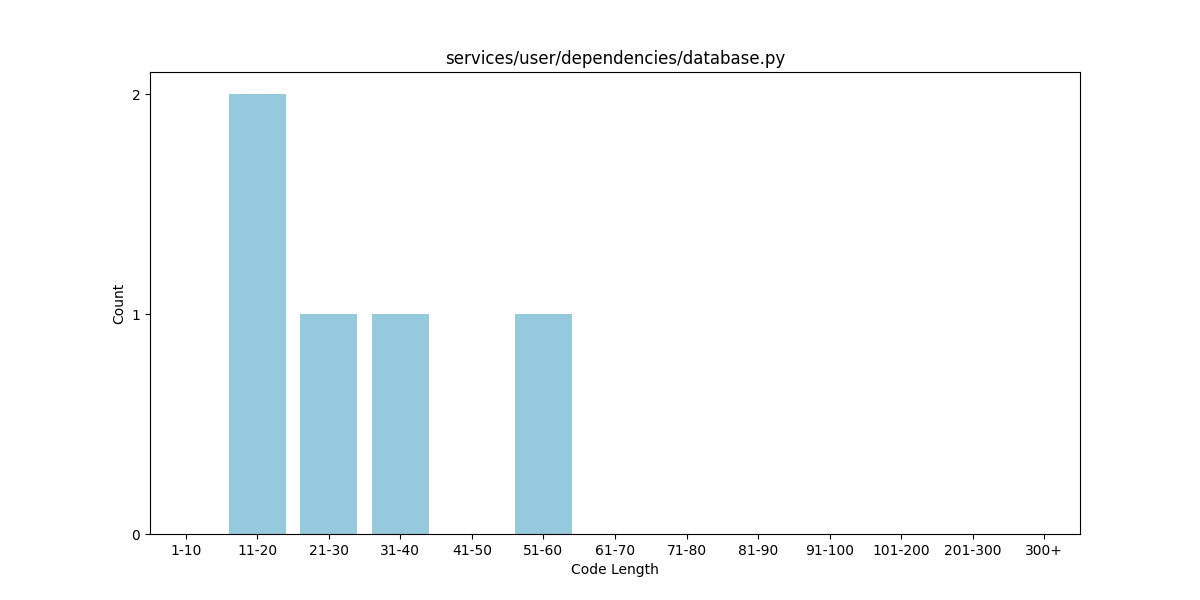 services/user/dependencies/database.py
Count
2
1
0
1-10 11-20 21-30 31-40 41-50 51-60 61-70 71-80 81-90 91-100 101-200 201-300 300+
Code Length